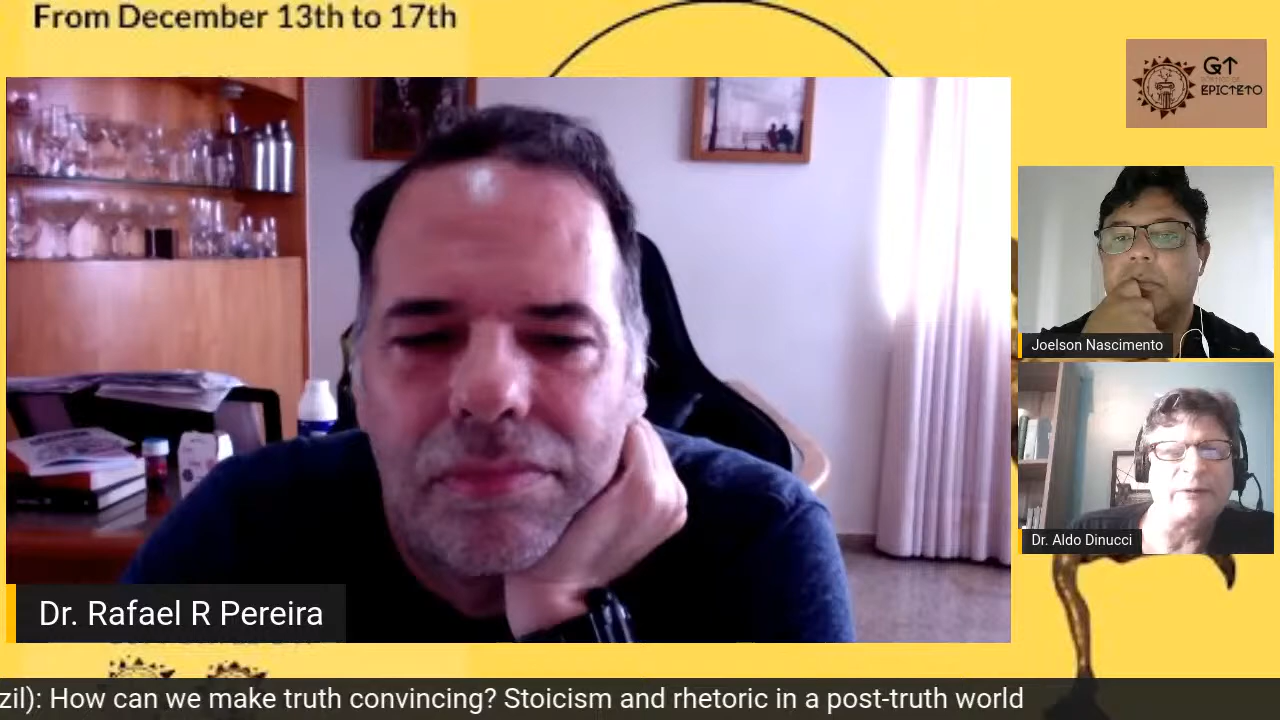 From December 13th to 17th
GT
EPICTETO
Joelson Nascimento
Dr. Aldo Dinucci
Dr. Rafael R Pereira
zil): How can we make truth convincing? Stoicism and rhetoric in a post-truth world